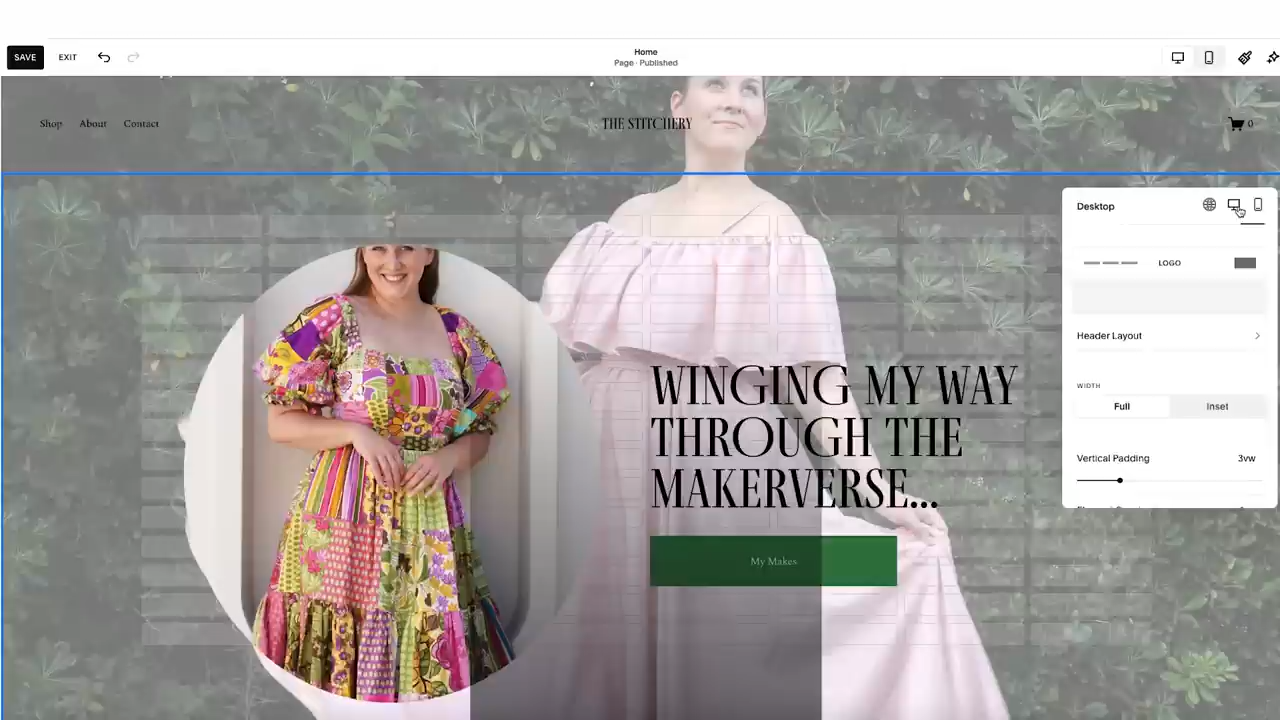 SAVE
EXIT
Home
Page · Published
Shop
About
Contact
THE STITCHERY
0
Desktop
LOGO
Header Layout
WIDTH
Full
Inset
Vertical Padding
3vw
WINGING MY WAY
THROUGH THE
MAKERVERSE...
My Makes